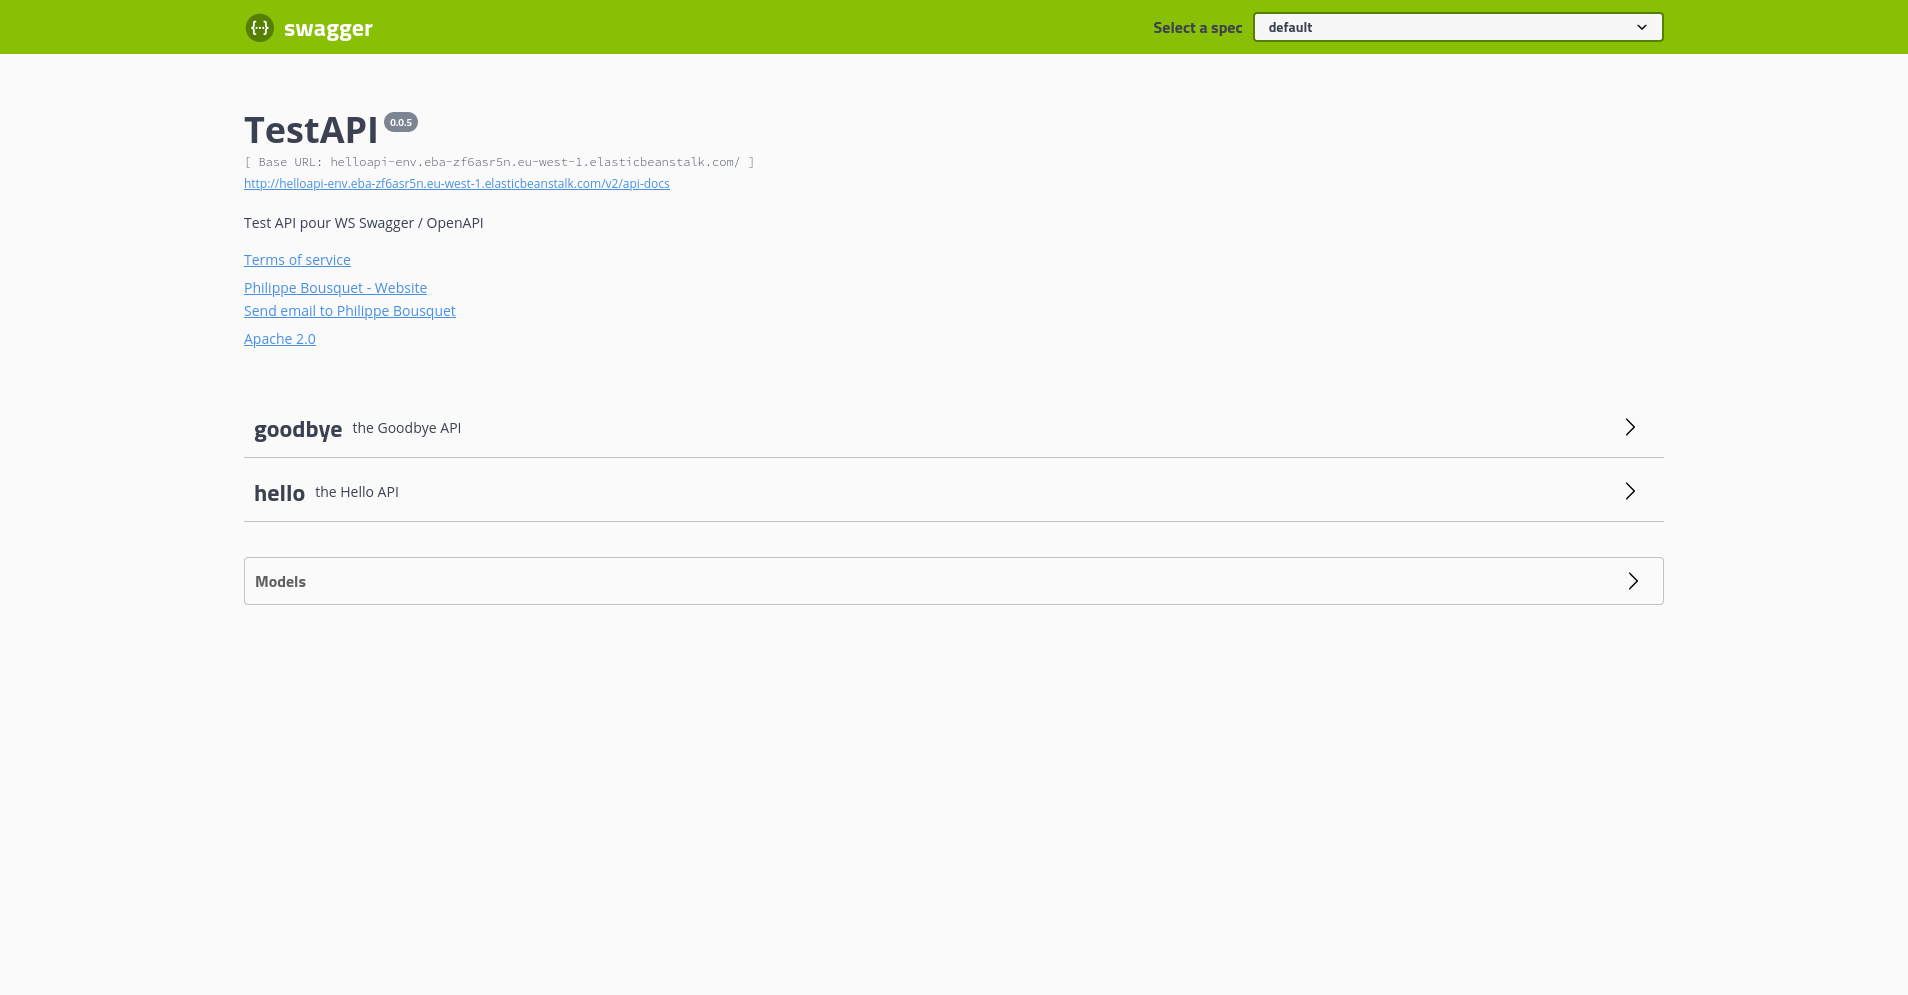 {···} swagger
Select a spec default
TestAPI 0.0.5
[ Base URL: helloapi-env.eba-zf6asr5n.eu-west-1.elasticbeanstalk.com/ ]
http://helloapi-env.eba-zf6asr5n.eu-west-1.elasticbeanstalk.com/v2/api-docs
Test API pour WS Swagger / OpenAPI
Terms of service
Philippe Bousquet - Website
Send email to Philippe Bousquet
Apache 2.0
goodbye the Goodbye API
hello the Hello API
Models